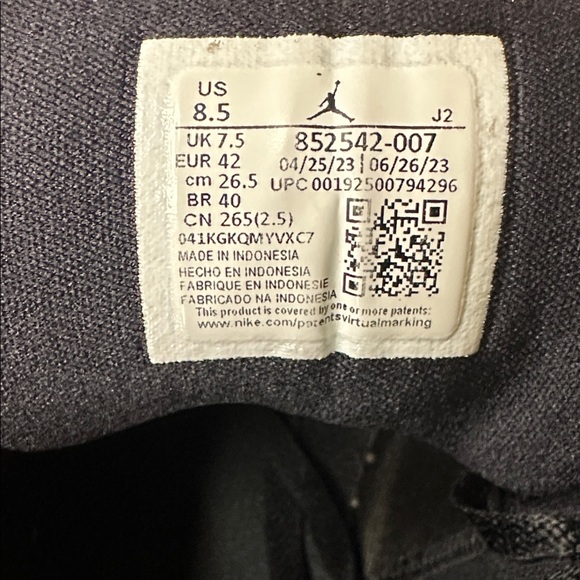 US
8.5
J2
UK 7.5
852542-007
EUR 42
04/25/23 | 06/26/23
cm 26.5
UPC 00192500794296
BR 40
CN 265(2.5)
041KGKQMYVXC7
MADE IN INDONESIA
HECHO EN INDONESIA
FABRIQUE EN INDONESIE
FABRICADO NA INDONESIA
This product is covered by one or more patents:
www.nike.com/patentsvirtualmarking